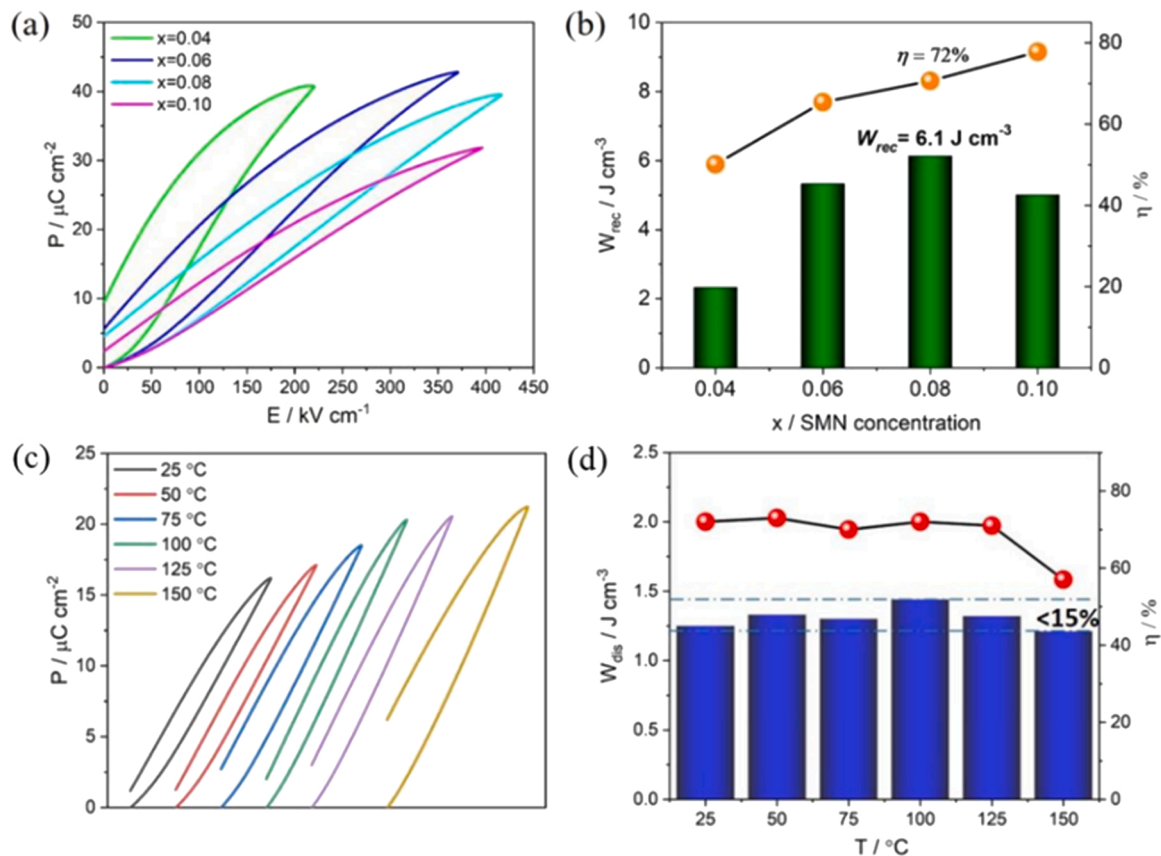 (a)
50
40
30
20
10
0
P / μC cm-2
x=0.04
x=0.06
x=0.08
x=0.10
0 50 100 150 200 250 300 350 400 450
E / kV cm-1
(b)
10
8
6
4
2
0
Wrec / J cm-3
η = 72%
Wrec= 6.1 J cm-3
80
60
40
20
0
η / %
0.04 0.06 0.08 0.10
x / SMN concentration
(c)
25
20
15
10
5
0
P / μC cm-2
25 °C
50 °C
75 °C
100 °C
125 °C
150 °C
(d)
2.5
2.0
1.5
1.0
0.5
0.0
Wdis / J cm-3
<15%
80
60
40
20
0
η / %
25 50 75 100 125 150
T / °C